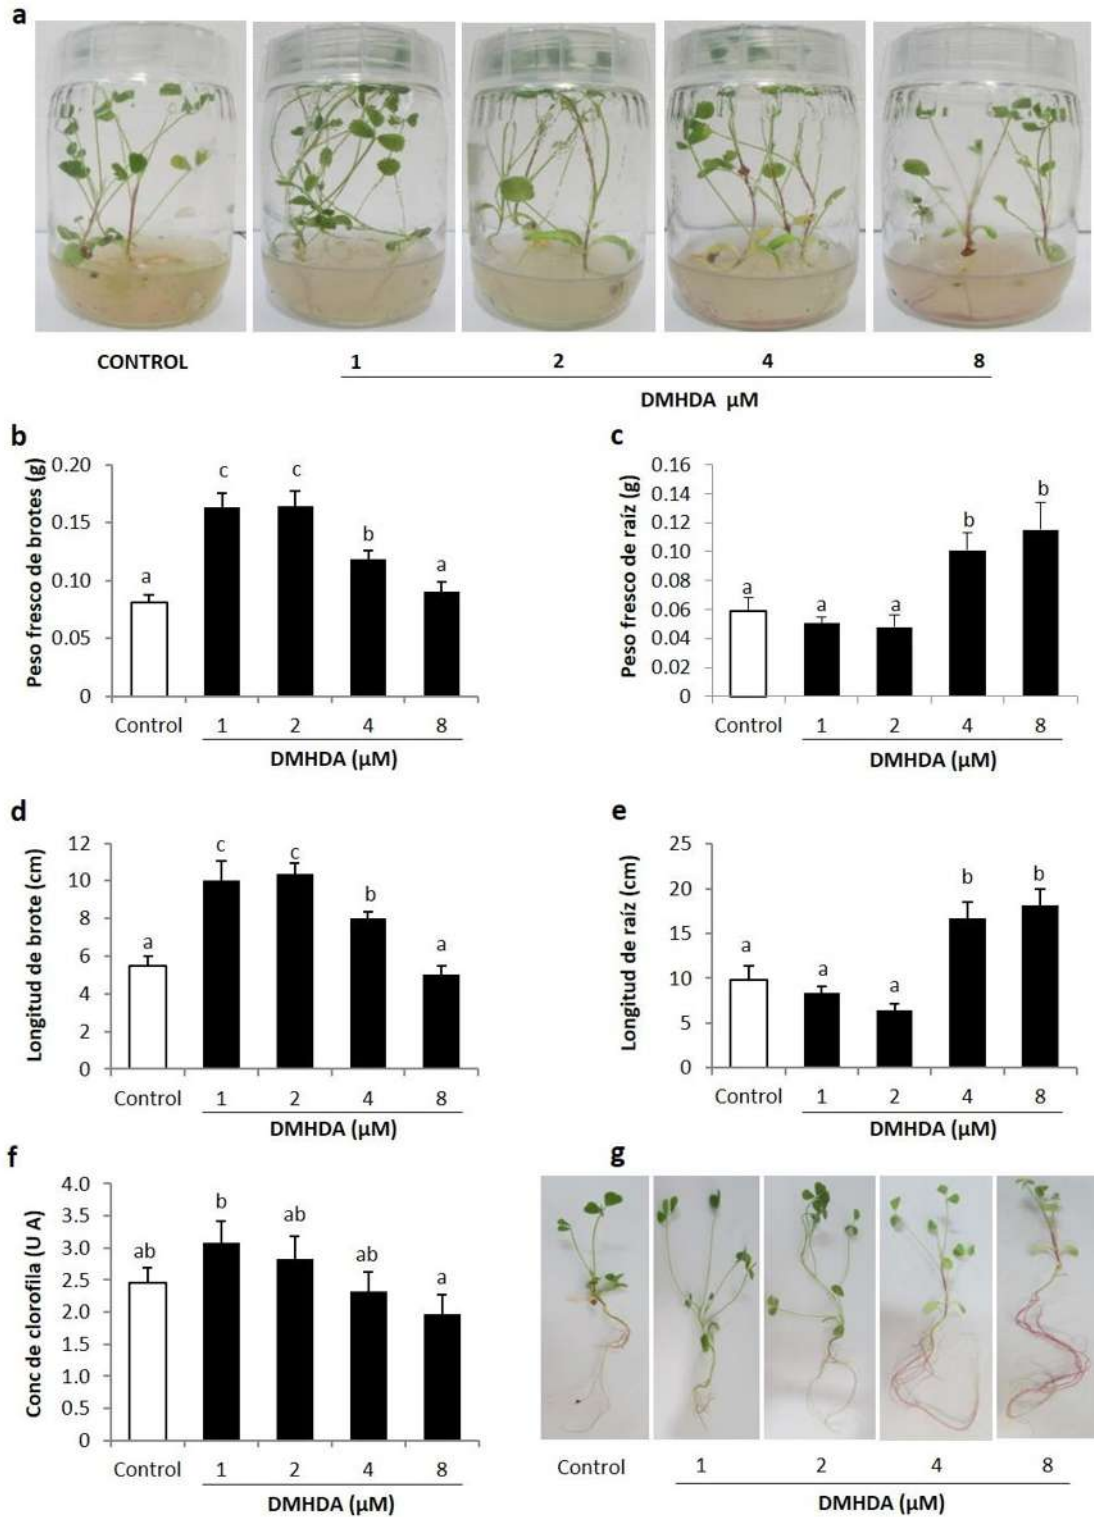 a
CONTROL 1 2 4 8
DMHDA µM
b
Peso fresco de brotes (g)
0.20
0.15
0.10
0.05
0
a c c b a
Control 1 2 4 8
DMHDA (µM)
c
Peso fresco de raíz (g)
0.16
0.14
0.12
0.10
0.08
0.06
0.04
0.02
0
a a a b b
Control 1 2 4 8
DMHDA (µM)
d
Longitud de brote (cm)
12
10
8
6
4
2
0
a c c b a
Control 1 2 4 8
DMHDA (µM)
e
Longitud de raíz (cm)
25
20
15
10
5
0
a a a b b
Control 1 2 4 8
DMHDA (µM)
f
Conc de clorofila (U A)
4.0
3.5
3.0
2.5
2.0
1.5
1.0
0.5
0
ab b ab ab a
Control 1 2 4 8
DMHDA (µM)
g
Control 1 2 4 8
DMHDA (µM)